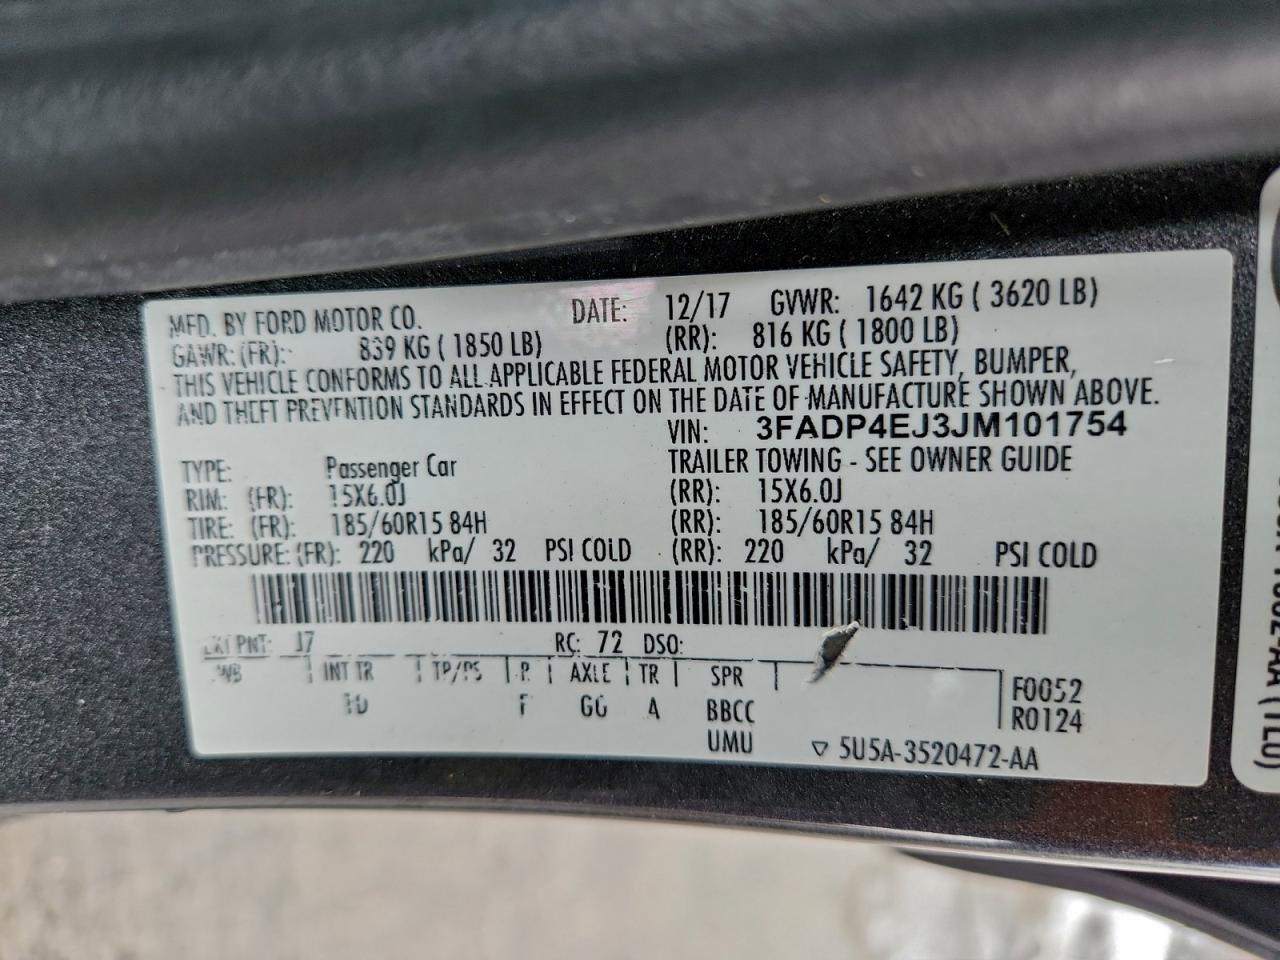 MFD. BY FORD MOTOR CO. DATE: 12/17 GVWR: 1642 KG ( 3620 LB)
GAWR: (FR): 839 KG ( 1850 LB) (RR): 816 KG ( 1800 LB)
THIS VEHICLE CONFORMS TO ALL APPLICABLE FEDERAL MOTOR VEHICLE SAFETY, BUMPER,
AND THEFT PREVENTION STANDARDS IN EFFECT ON THE DATE OF MANUFACTURE SHOWN ABOVE.
VIN: 3FADP4EJ3JM101754
TYPE: Passenger Car TRAILER TOWING - SEE OWNER GUIDE
RIM: (FR): 15X6.0J (RR): 15X6.0J
TIRE: (FR): 185/60R15 84H (RR): 185/60R15 84H
PRESSURE: (FR): 220 kPa/ 32 PSI COLD (RR): 220 kPa/ 32 PSI COLD
EXT PNT: J7 RC: 72 DSO:
WB INT TR TP/PS R AXLE TR SPR F0052
F GG A BBCC R0124
UMU ▽ 5U5A-3520472-AA